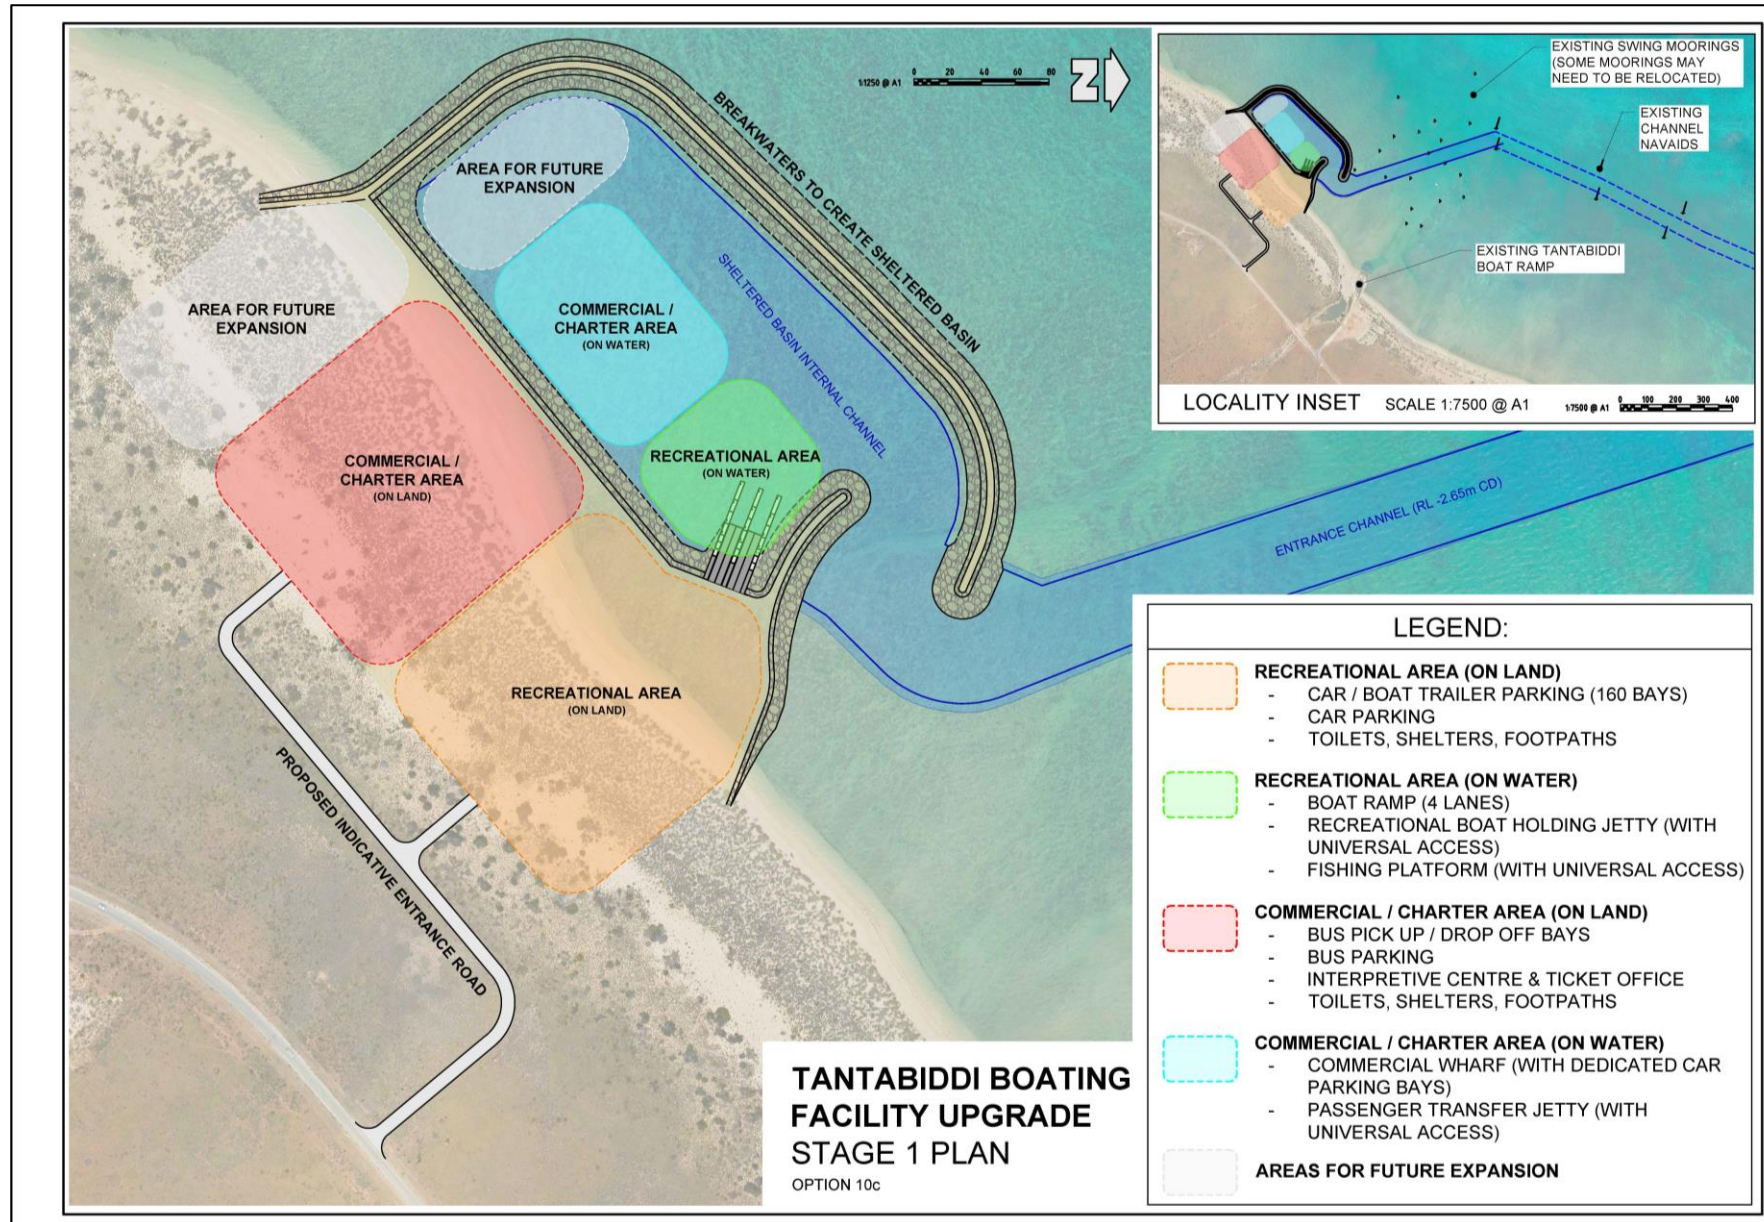 1:1250 @ A1
0 20 40 60 80
Z
BREAKWATERS TO CREATE SHELTERED BASIN
AREA FOR FUTURE
EXPANSION
AREA FOR FUTURE
EXPANSION
COMMERCIAL /
CHARTER AREA
(ON WATER)
SHELTERED BASIN INTERNAL CHANNEL
COMMERCIAL /
CHARTER AREA
(ON LAND)
RECREATIONAL AREA
(ON WATER)
ENTRANCE CHANNEL (RL -2.65m CD)
RECREATIONAL AREA
(ON LAND)
PROPOSED INDICATIVE ENTRANCE ROAD
EXISTING SWING MOORINGS
(SOME MOORINGS MAY
NEED TO BE RELOCATED)
EXISTING
CHANNEL
NAVAIDS
EXISTING TANTABIDDI
BOAT RAMP
LOCALITY INSET SCALE 1:7500 @ A1
1:7500 @ A1
0 100 200 300 400
LEGEND:
RECREATIONAL AREA (ON LAND)
- CAR / BOAT TRAILER PARKING (160 BAYS)
- CAR PARKING
- TOILETS, SHELTERS, FOOTPATHS
RECREATIONAL AREA (ON WATER)
- BOAT RAMP (4 LANES)
- RECREATIONAL BOAT HOLDING JETTY (WITH
UNIVERSAL ACCESS)
- FISHING PLATFORM (WITH UNIVERSAL ACCESS)
COMMERCIAL / CHARTER AREA (ON LAND)
- BUS PICK UP / DROP OFF BAYS
- BUS PARKING
- INTERPRETIVE CENTRE & TICKET OFFICE
- TOILETS, SHELTERS, FOOTPATHS
COMMERCIAL / CHARTER AREA (ON WATER)
- COMMERCIAL WHARF (WITH DEDICATED CAR
PARKING BAYS)
- PASSENGER TRANSFER JETTY (WITH
UNIVERSAL ACCESS)
AREAS FOR FUTURE EXPANSION
TANTABIDDI BOATING
FACILITY UPGRADE
STAGE 1 PLAN
OPTION 10c